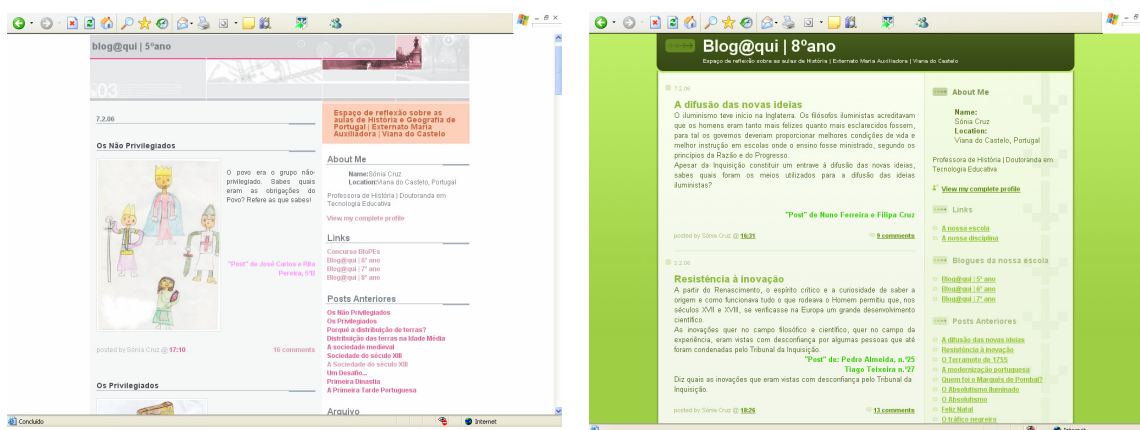 blog@qui | 5ºano
03
7.2.06
Os Não Privilegiados
O povo era o grupo não-
privilegiado. Sabes quais
eram as obrigações do
Povo? Refere as que sabes!
"Post" de José Carlos e Rita
Pereira, 5ºB
posted by Sónia Cruz @ 17:10
16 comments
Os Privilegiados
Espaço de reflexão sobre as
aulas de História e Geografia de
Portugal | Externato Maria
Auxiliadora | Viana do Castelo
About Me
Name:Sónia Cruz
Location:Viana do Castelo, Portugal
Professora de História | Doutoranda em
Tecnologia Educativa
View my complete profile
Links
Concurso BloPEs
Blog@qui | 6º ano
Blog@qui | 7º ano
Blog@qui | 8º ano
Posts Anteriores
Os Não Privilegiados
Os Privilegiados
Porquê a distribuição de terras?
Distribuição das terras na Idade Média
A sociedade medieval
Sociedade do século XIII
A Sociedade do século XIII
Um Desafio...
Primeira Dinastia
A Primeira Tarde Portuguesa
Arquivo
Concluído
Internet
Blog@qui | 8ºano
Espaço de reflexão sobre as aulas de História | Externato Maria Auxiliadora | Viana do Castelo
7.2.06
A difusão das novas ideias
O iluminismo teve início na Inglaterra. Os filósofos iluministas acreditavam
que os homens eram tanto mais felizes quanto mais esclarecidos fossem,
para tal os governos deveriam proporcionar melhores condições de vida e
melhor instrução em escolas onde o ensino fosse ministrado, segundo os
princípios da Razão e do Progresso.
Apesar da Inquisição constituir um entrave à difusão das novas ideias,
sabes quais foram os meios utilizados para a difusão das ideias
iluministas?
"Post" de Nuno Ferreira e Filipa Cruz
posted by Sónia Cruz @ 16:31
9 comments
2.2.06
Resistência à inovação
A partir do Renascimento, o espírito crítico e a curiosidade de saber a
origem e como funcionava tudo o que rodeava o Homem permitiu que, nos
séculos XVII e XVIII, se verificasse na Europa um grande desenvolvimento
científico.
As inovações quer no campo filosófico e científico, quer no campo da
experiência, eram vistas com desconfiança por algumas pessoas que até
foram condenadas pelo Tribunal da Inquisição.
"Post" de: Pedro Almeida, n.º25
Tiago Teixeira n.º27
Diz quais as inovações que eram vistas com desconfiança pelo Tribunal da
Inquisição.
posted by Sónia Cruz @ 18:26
13 comments
About Me
Name:
Sónia Cruz
Location:
Viana do Castelo, Portugal
Professora de História | Doutoranda em
Tecnologia Educativa
View my complete profile
Links
A nossa escola
A nossa disciplina
Blogues da nossa escola
Blog@qui | 5º ano
Blog@qui | 6º ano
Blog@qui | 7º ano
Posts Anteriores
A difusão das novas ideias
Resistência à inovação
O Terramoto de 1755
A modernização portuguesa
Quem foi o Marquês de Pombal?
O Absolutismo Iluminado
O Absolutismo
Feliz Natal
O tráfico negreiro
Internet